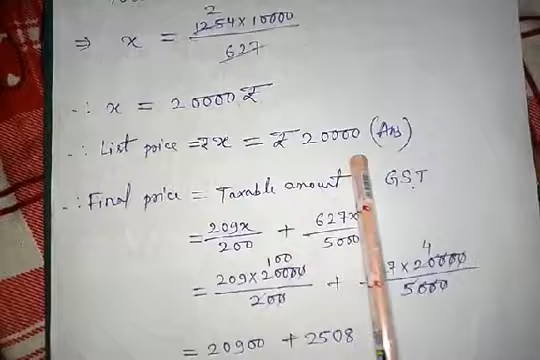 ⇒ x = 1254 × 10000 / 627
2
∴ x = 20000 ₹
∴ List price = ₹x = ₹ 20000 (Ans)
∴ Final price = Taxable amount GST
= 209x / 200 + 627x / 5000
= 209 × 20000 / 200 + 7 × 20000 / 5000
100 4
= 20900 + 2508